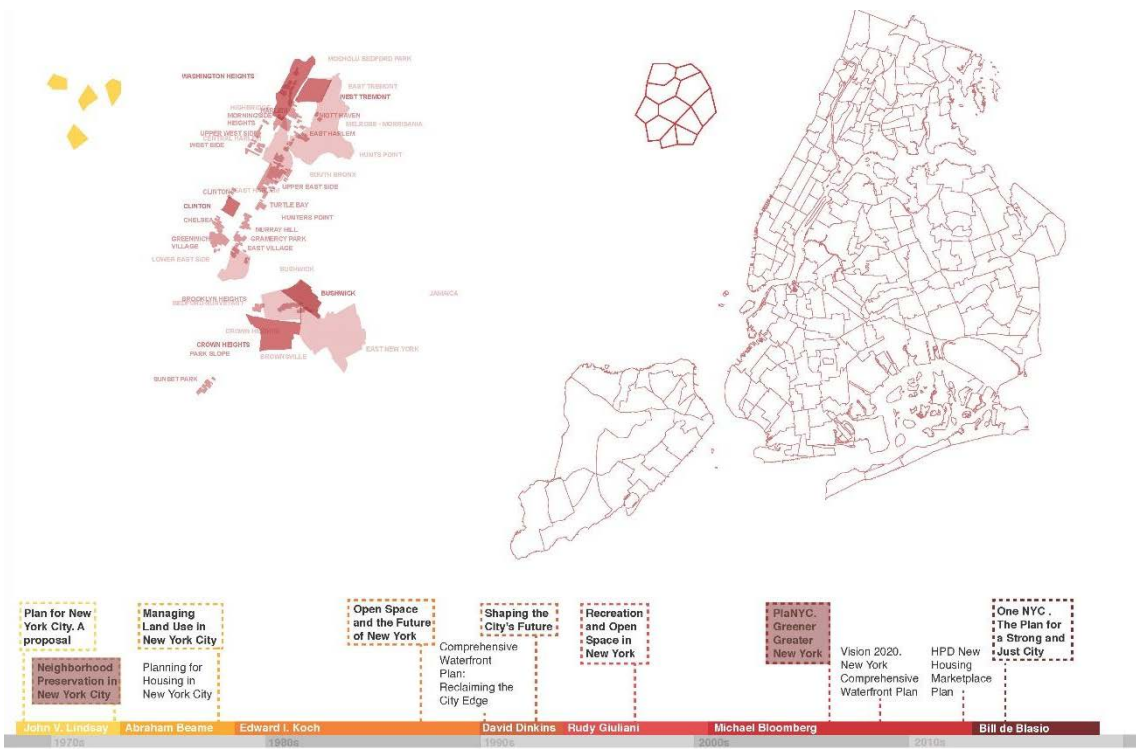 MOSHOLU BEDFORD PARK
WASHINGTON HEIGHTS
EAST TREMONT
WEST TREMONT
HIGHBRIDGE
HARLEM
MORNINGSIDE
HEIGHTS
MOTT HAVEN
MELROSE - MORRISANIA
UPPER WEST SIDE
EAST HARLEM
WEST SIDE
HUNTS POINT
SOUTH BRONX
UPPER EAST SIDE
CLINTON
CLINTON
TURTLE BAY
CHELSEA
HUNTERS POINT
MURRAY HILL
GREENWICH
VILLAGE
GRAMERCY PARK
EAST VILLAGE
LOWER EAST SIDE
BUSHWICK
BROOKLYN HEIGHTS
BUSHWICK
JAMAICA
CROWN HEIGHTS
CROWN HEIGHTS
PARK SLOPE
EAST NEW YORK
BROWNSVILLE
SUNSET PARK
Plan for New
York City. A
proposal
Neighborhood
Preservation in
New York City
Managing
Land Use in
New York City
Planning for
Housing in
New York City
Open Space
and the Future
of New York
Comprehensive
Waterfront
Plan:
Reclaiming the
City Edge
Shaping the
City's Future
Recreation
and Open
Space in
New York
PlaNYC.
Greener
Greater
New York
Vision 2020.
New York
Comprehensive
Waterfront Plan
HPD New
Housing
Marketplace
Plan
One NYC .
The Plan for
a Strong and
Just City
John V. Lindsay
Abraham Beame
Edward I. Koch
David Dinkins
Rudy Giuliani
Michael Bloomberg
Bill de Blasio
1970s
1980s
1990s
2000s
2010s